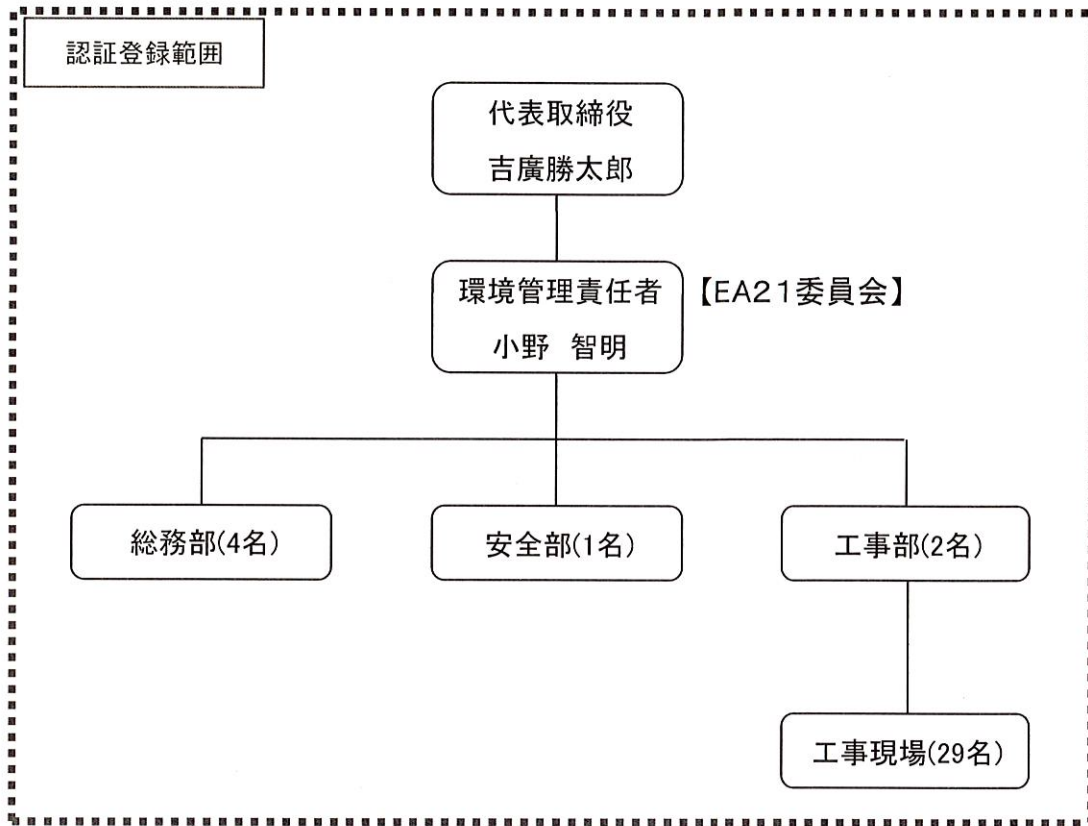 認証登録範囲
代表取締役
吉廣勝太郎
環境管理責任者
【EA21委員会】
小野 智明
総務部(4名)
安全部(1名)
工事部(2名)
工事現場(29名)